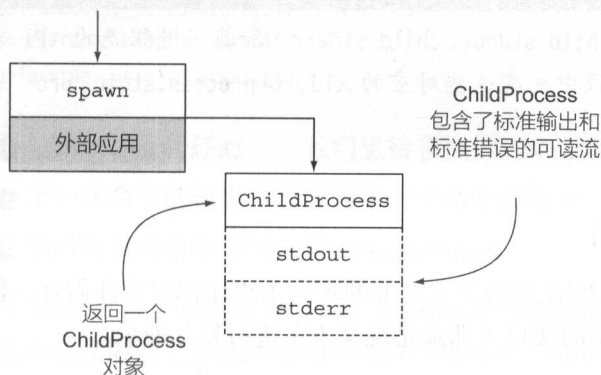 spawn
外部应用
ChildProcess
包含了标准输出和
标准错误的可读流
ChildProcess
stdout
stderr
返回一个
ChildProcess
对象